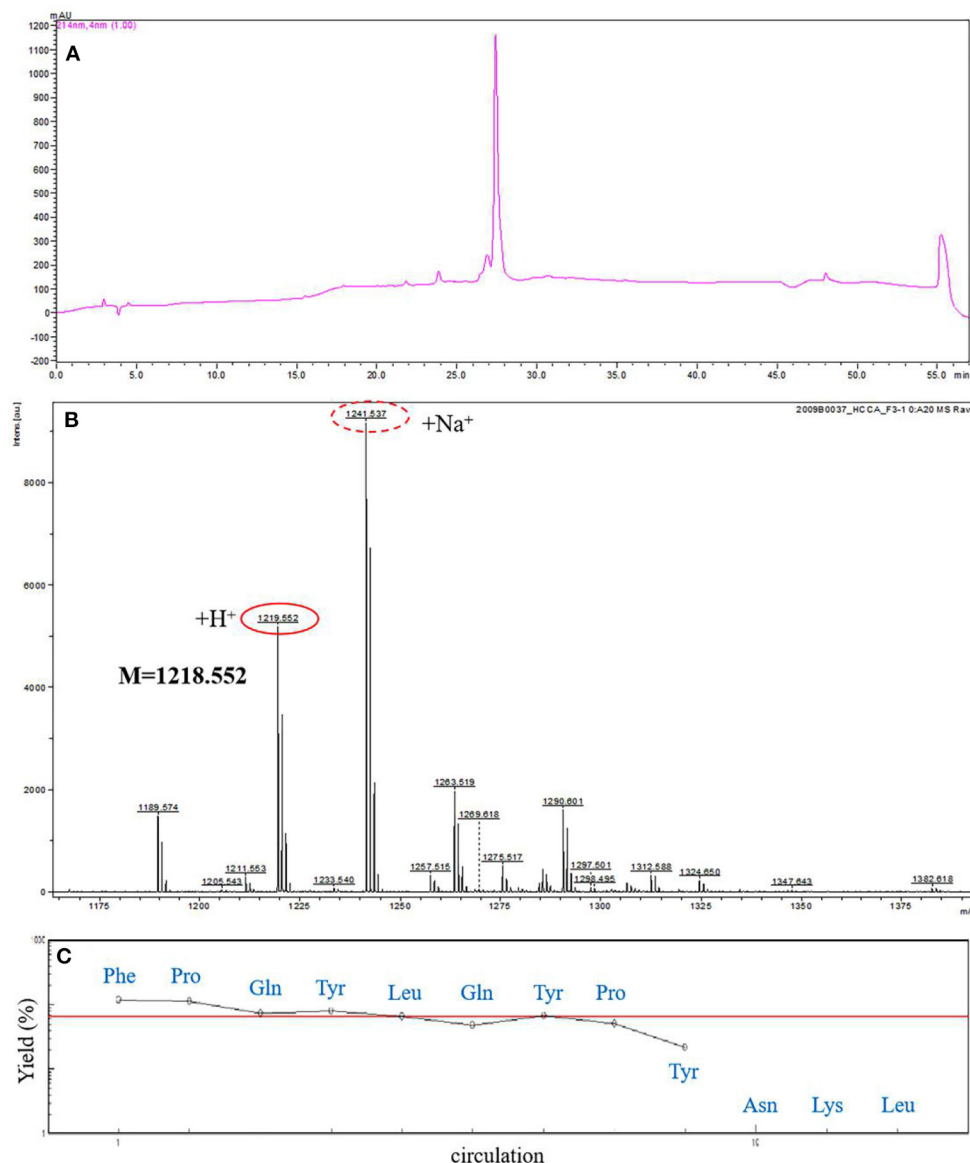 mAU
214nm,4nm (1.00)
A
1200
1100
1000
900
800
700
600
500
400
300
200
100
0
-100
-200
0.0 5.0 10.0 15.0 20.0 25.0 30.0 35.0 40.0 45.0 50.0 55.0 min
B
2009B0037_HCCA_F3-1 0:A20 MS Raw
Intens.[au]
1241.537
+Na⁺
8000
6000
+H⁺
1219.552
M=1218.552
4000
2000
1189.574
1205.543
1211.553
1233.540
1257.515
1263.519
1269.618
1275.517
1290.601
1297.501
1298.495
1312.588
1324.650
1347.643
1382.618
0
1175 1200 1225 1250 1275 1300 1325 1350 1375 m/
C
Phe Pro Gln Tyr Leu Gln Tyr Pro
Tyr
Asn Lys Leu
Yield (%)
1
1 10
circulation